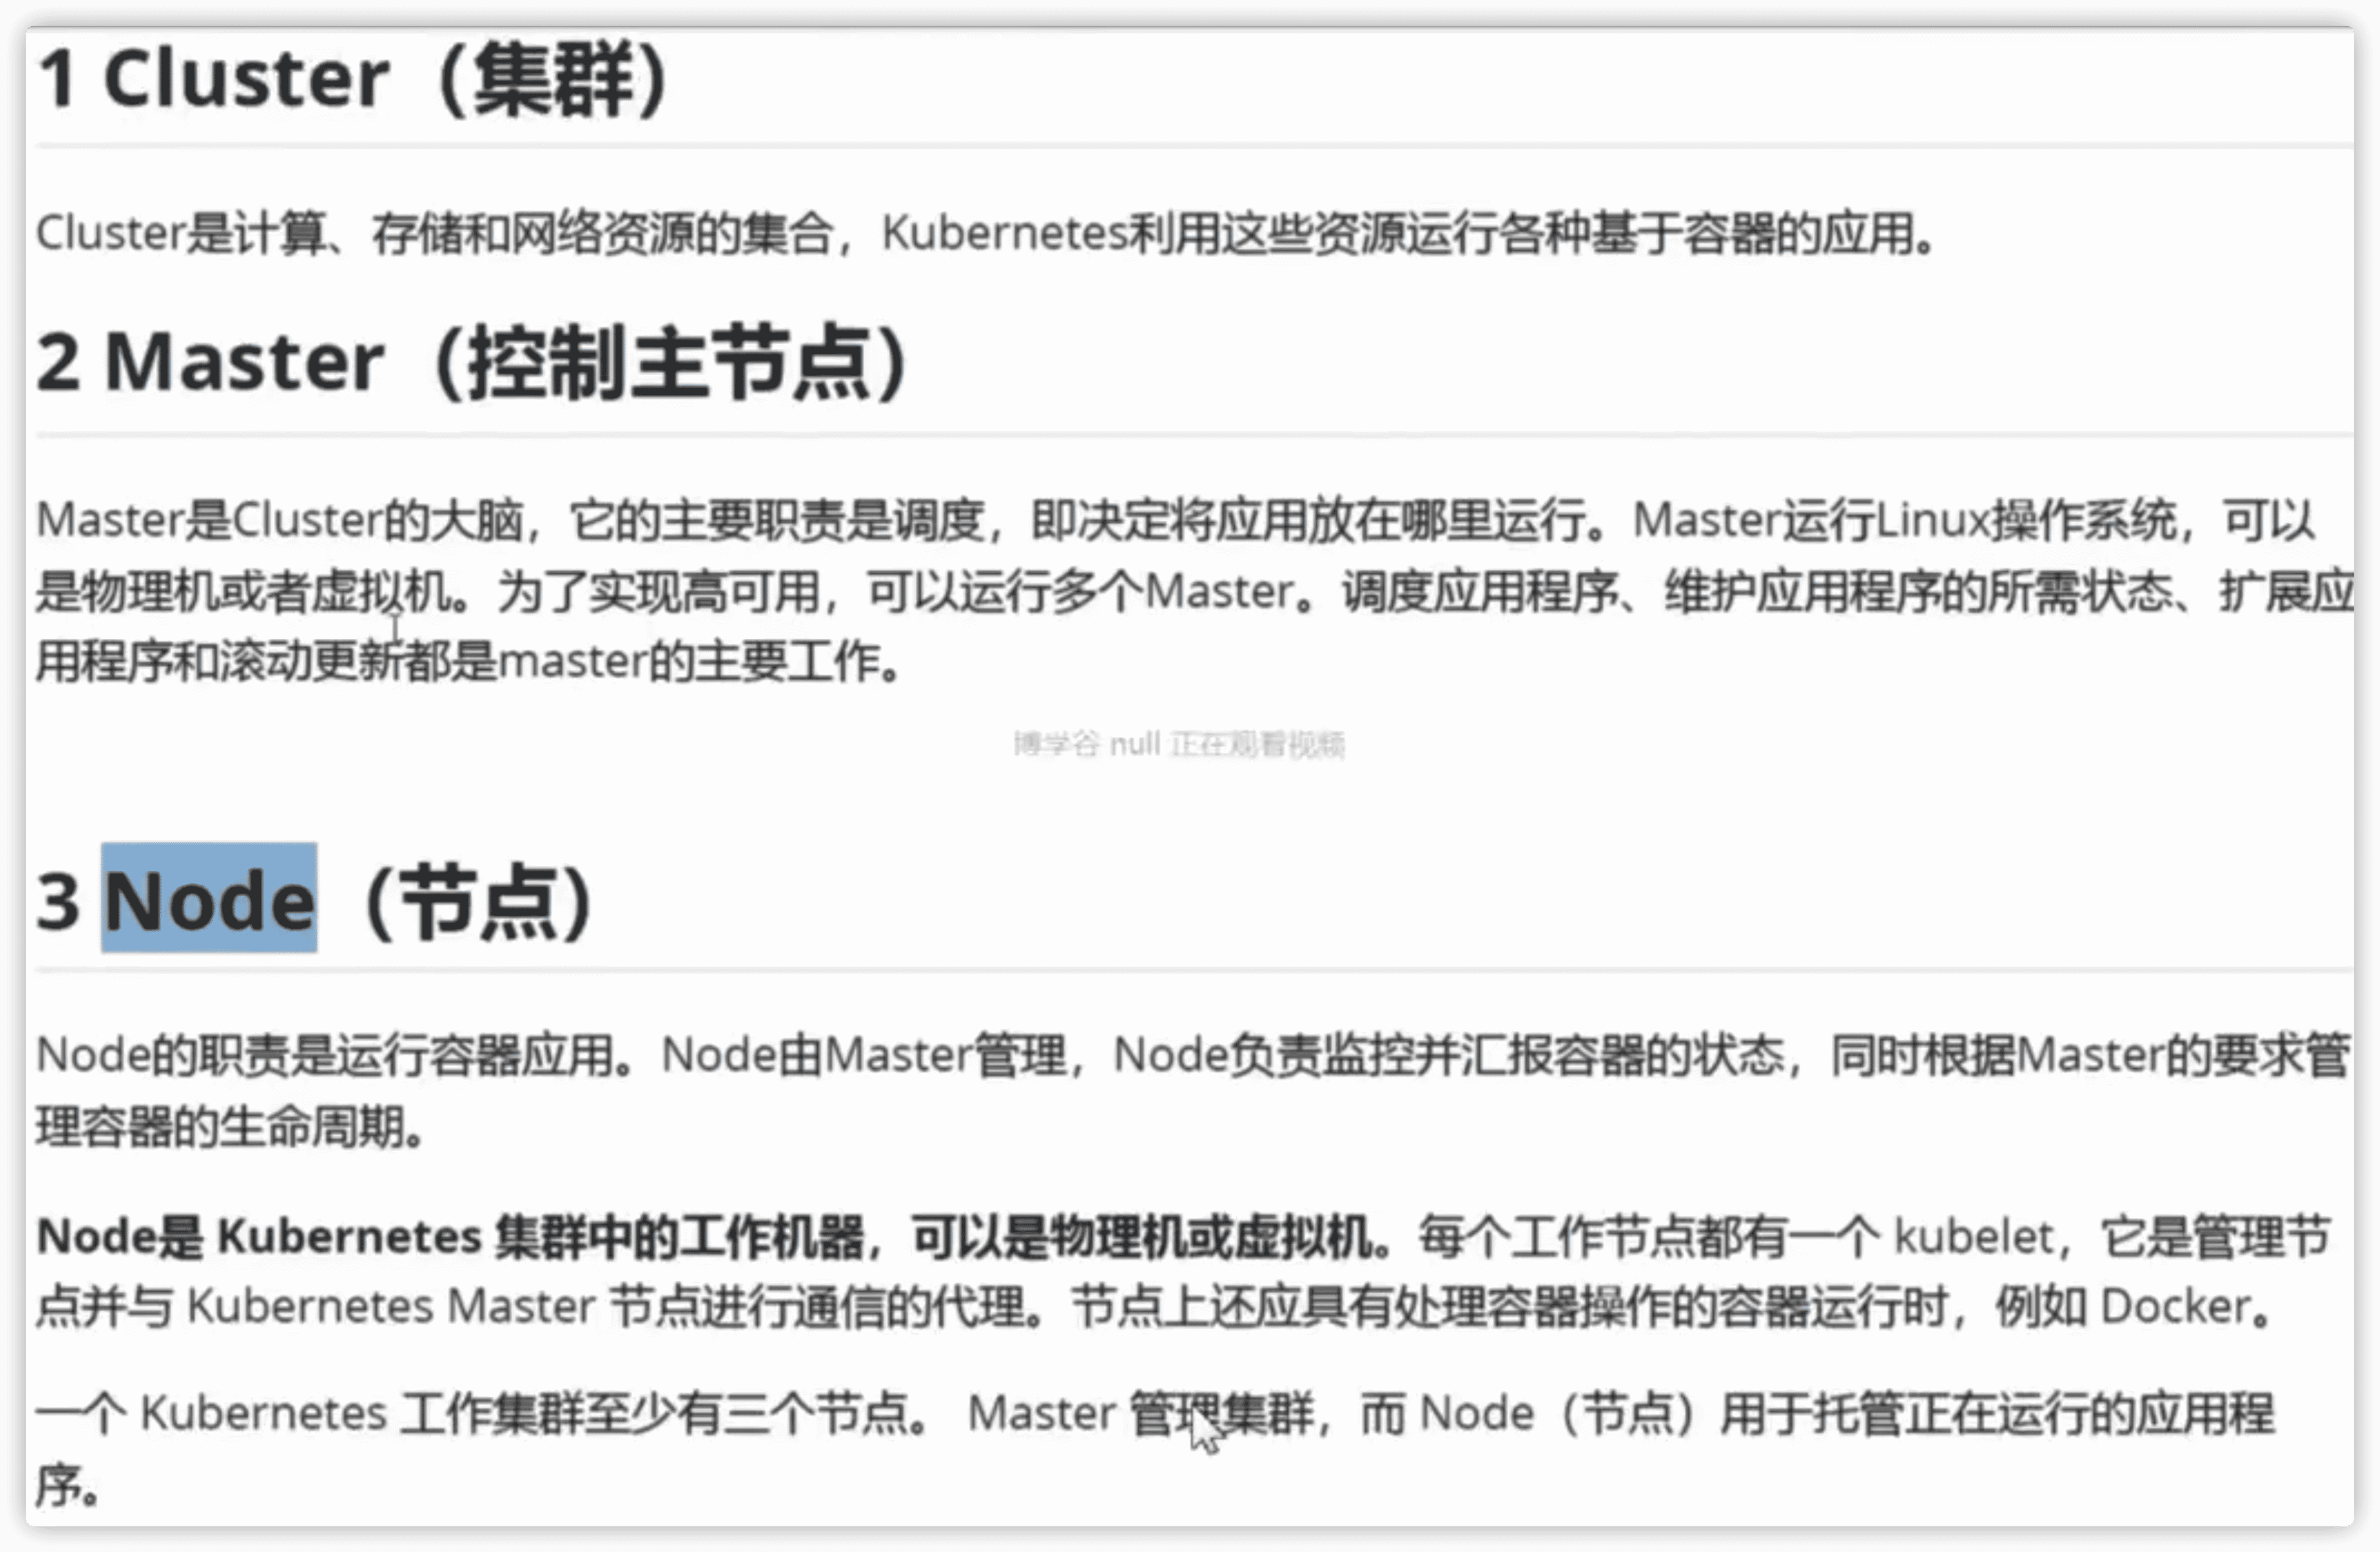 1 Cluster（集群）
Cluster是计算、存储和网络资源的集合，Kubernetes利用这些资源运行各种基于容器的应用。
2 Master（控制主节点）
Master是Cluster的大脑，它的主要职责是调度，即决定将应用放在哪里运行。Master运行Linux操作系统，可以
是物理机或者虚拟机。为了实现高可用，可以运行多个Master。调度应用程序、维护应用程序的所需状态、扩展应
用程序和滚动更新都是master的主要工作。
博学谷 null 正在观看视频
3 Node（节点）
Node的职责是运行容器应用。Node由Master管理，Node负责监控并汇报容器的状态，同时根据Master的要求管
理容器的生命周期。
Node是 Kubernetes 集群中的工作机器，可以是物理机或虚拟机。每个工作节点都有一个 kubelet，它是管理节
点并与 Kubernetes Master 节点进行通信的代理。节点上还应具有处理容器操作的容器运行时，例如 Docker。
一个 Kubernetes 工作集群至少有三个节点。 Master 管理集群，而 Node（节点）用于托管正在运行的应用程
序。